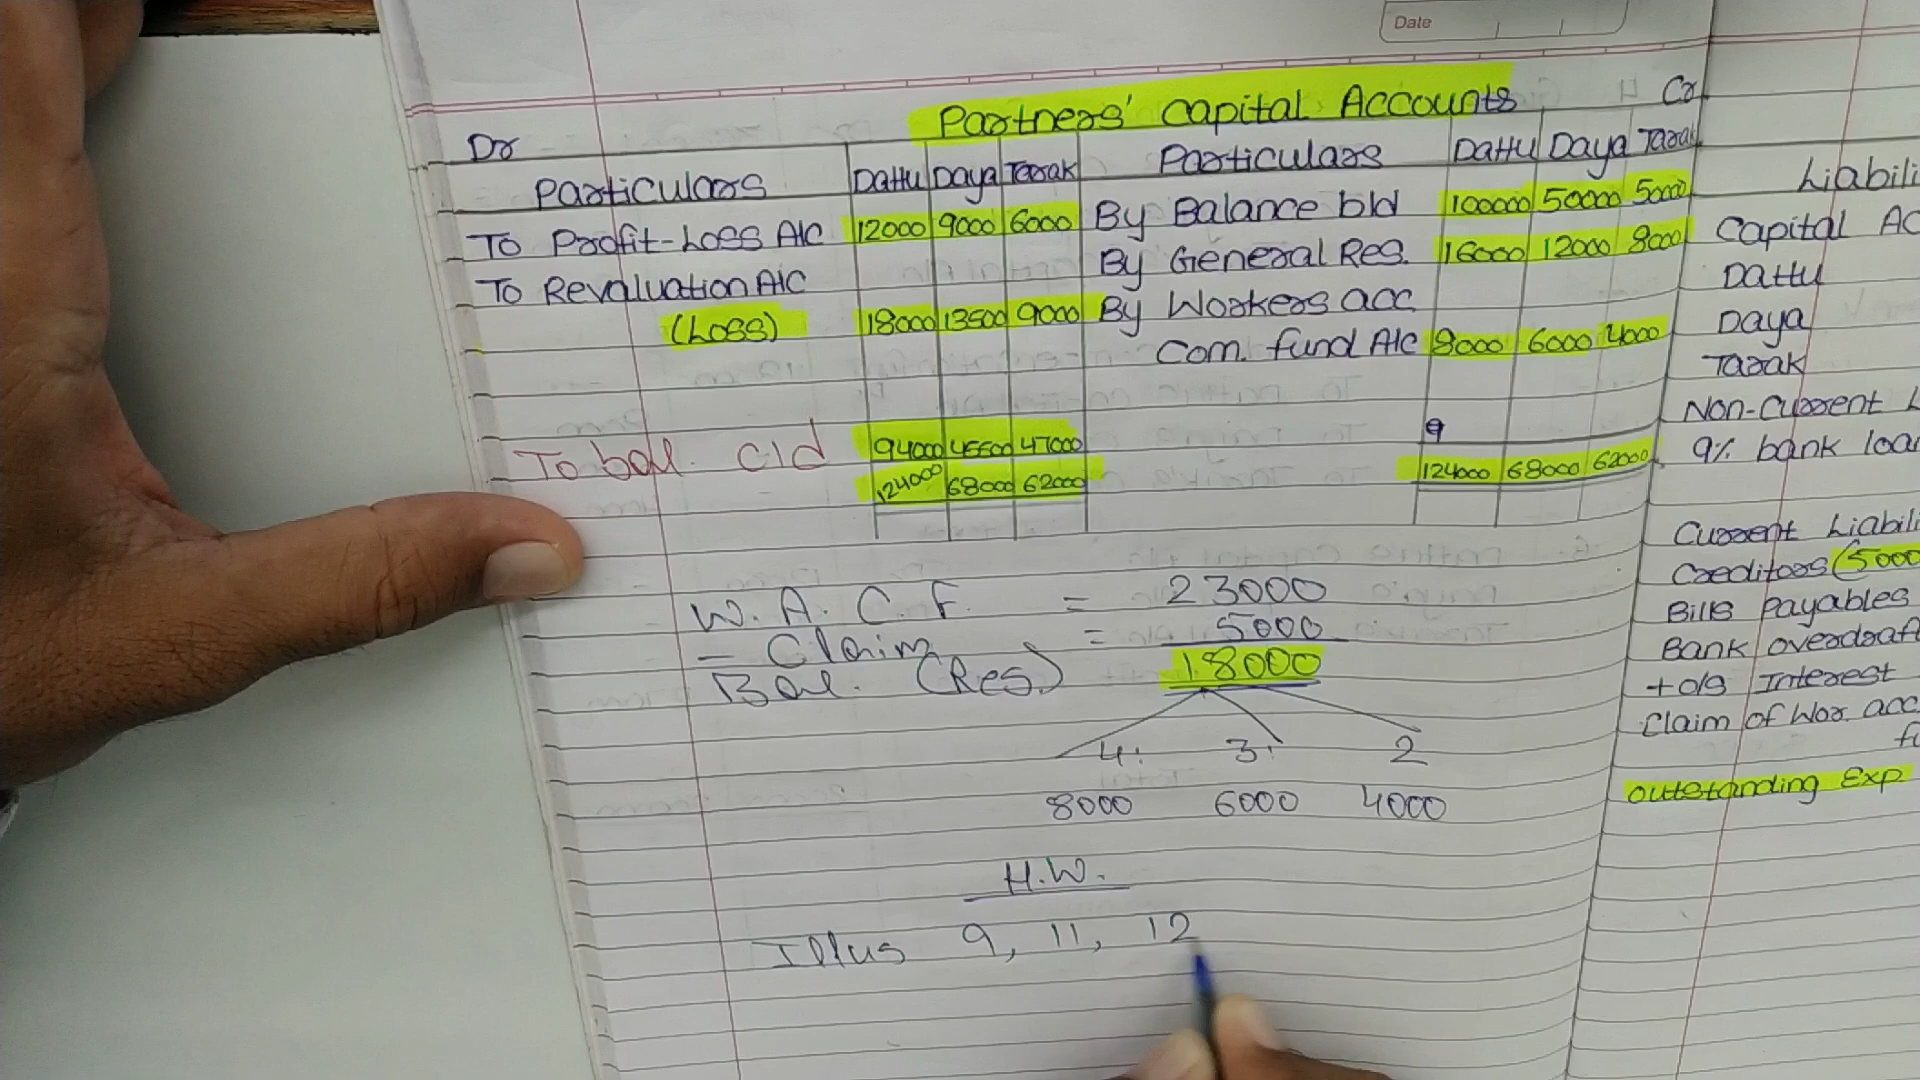 Date
Partners' Capital Accounts
Dr
Cr
Particulars Dattu Daya Tarak Particulars Dattu Daya Tarak
To Profit-Loss A/c 12000 9000 6000 By Balance b/d 100000 50000 50000
To Revaluation A/c By General Res. 16000 12000 8000
(Loss) 18000 13500 9000 By Workers acc.
Com. fund A/c 8000 6000 4000
To bal. c/d 94000 45500 47000 9
124000 68000 62000 124000 68000 62000
W.A.C.F. = 23000
- Claim = 5000
Bal. (Res.) 18000
4: 3: 2
8000 6000 4000
H.W.
Illus 9, 11, 12
Liabili
Capital Ac
Dattu
Daya
Tarak
Non-Current L
9% bank loan
Current Liabili
Creditors (5000
Bills Payables
Bank overdraft
+ o/s Interest
Claim of Wor. acc
fu
Outstanding Exp